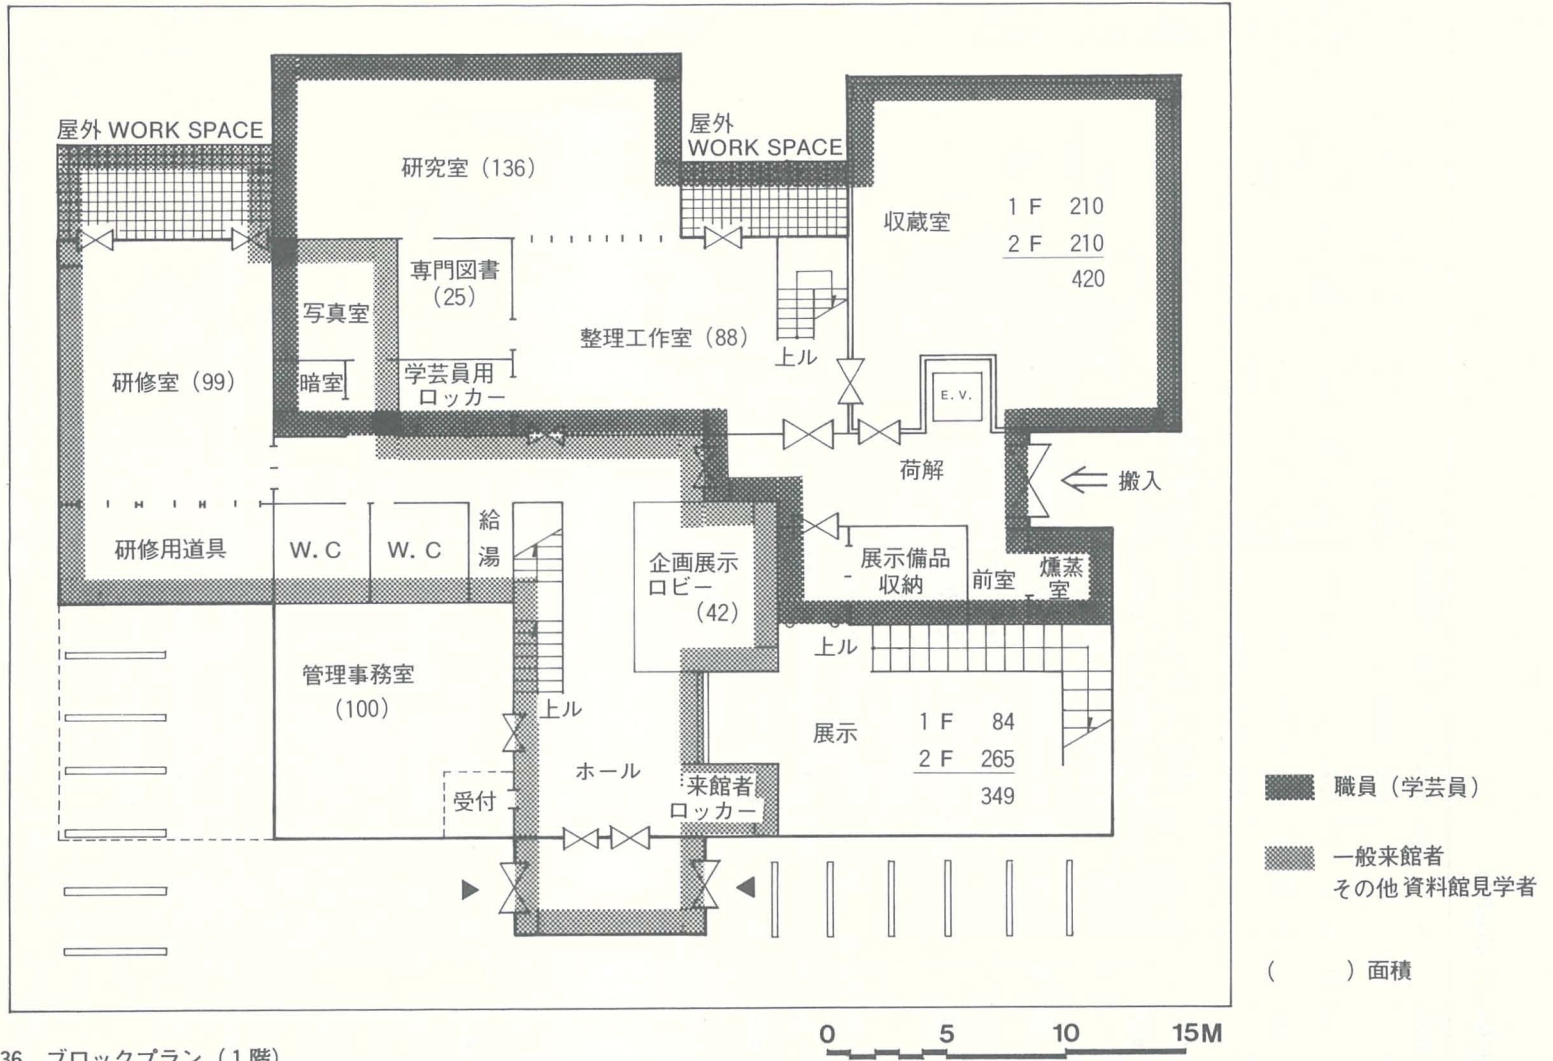 屋外 WORK SPACE
研究室（136）
屋外
WORK SPACE
収蔵室
1 F 210
2 F 210
420
専門図書
（25）
写真室
整理工作室（88）
上ル
研修室（99）
暗室
学芸員用
ロッカー
E.V.
荷解
搬入
研修用道具
W.C
W.C
給
湯
企画展示
ロビー
（42）
展示備品
収納
前室
燻蒸
室
上ル
管理事務室
（100）
上ル
展示
1 F 84
2 F 265
349
ホール
受付
来館者
ロッカー
職員（学芸員）
一般来館者
その他資料館見学者
（ ）面積
0 5 10 15M
36 ブロックプラン（1階）